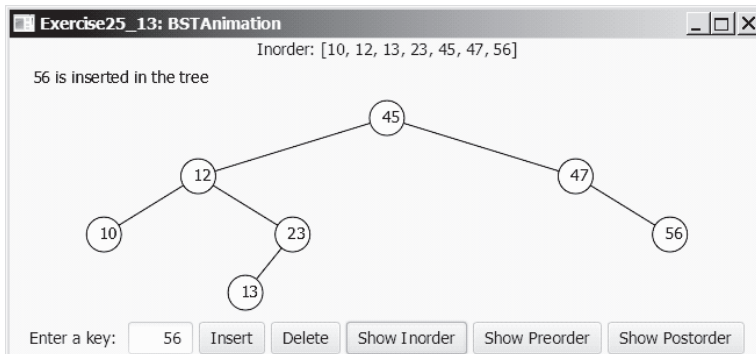 Exercise25_13: BSTAnimation
Inorder: [10, 12, 13, 23, 45, 47, 56]
56 is inserted in the tree
45
12
47
10
23
56
13
Enter a key: 56 Insert Delete Show Inorder Show Preorder Show Postorder